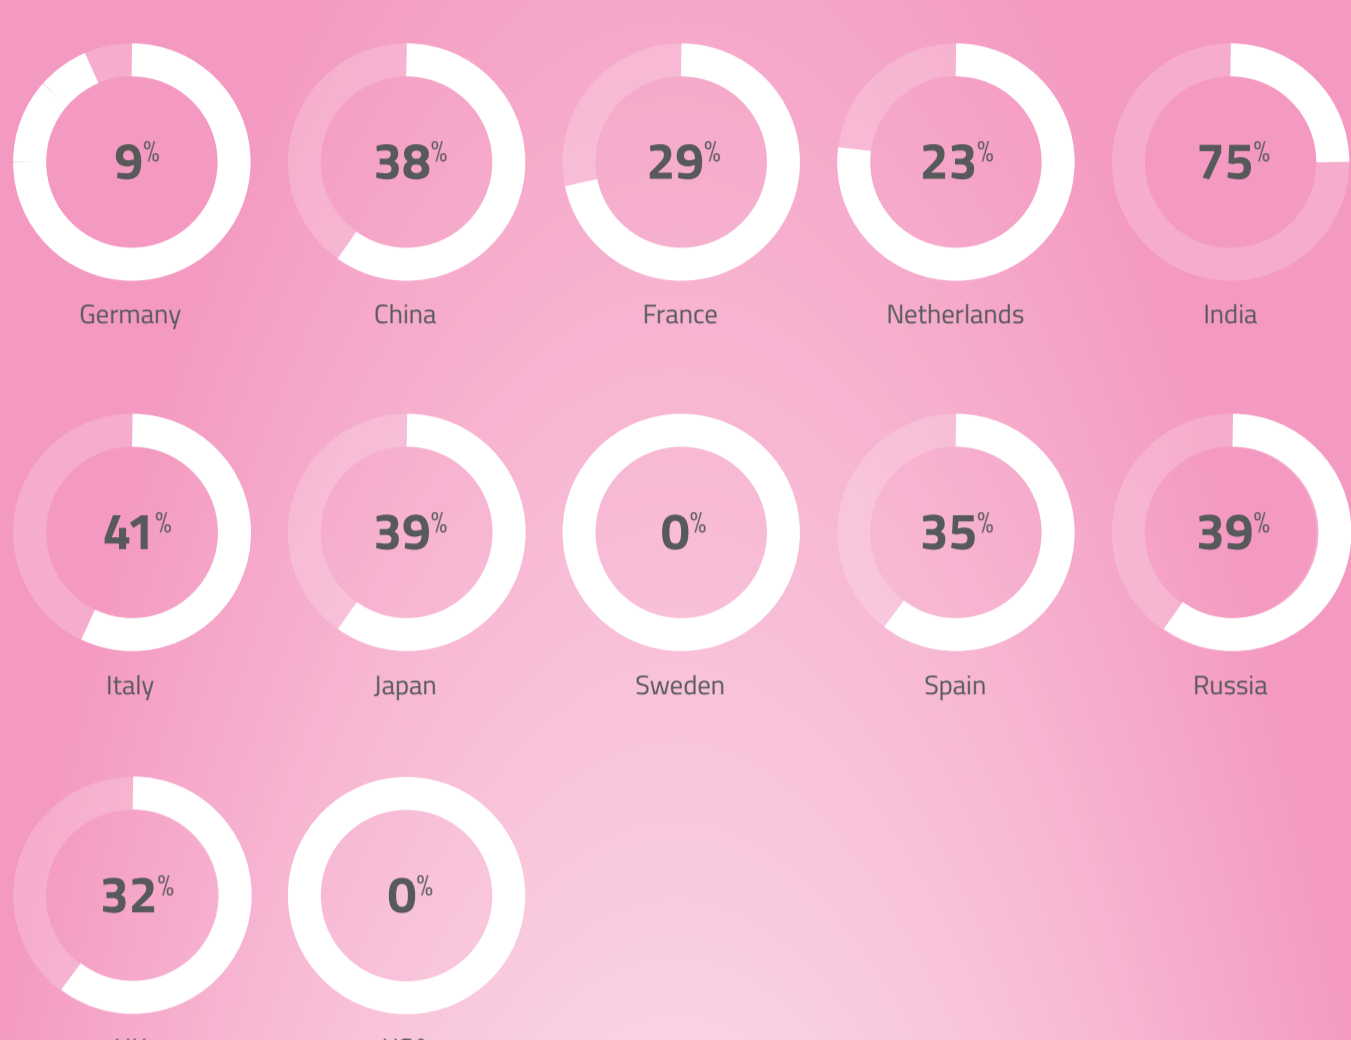 9%
38%
29%
23%
75%
Germany
China
France
Netherlands
India
41%
39%
0%
35%
39%
Italy
Japan
Sweden
Spain
Russia
32%
0%